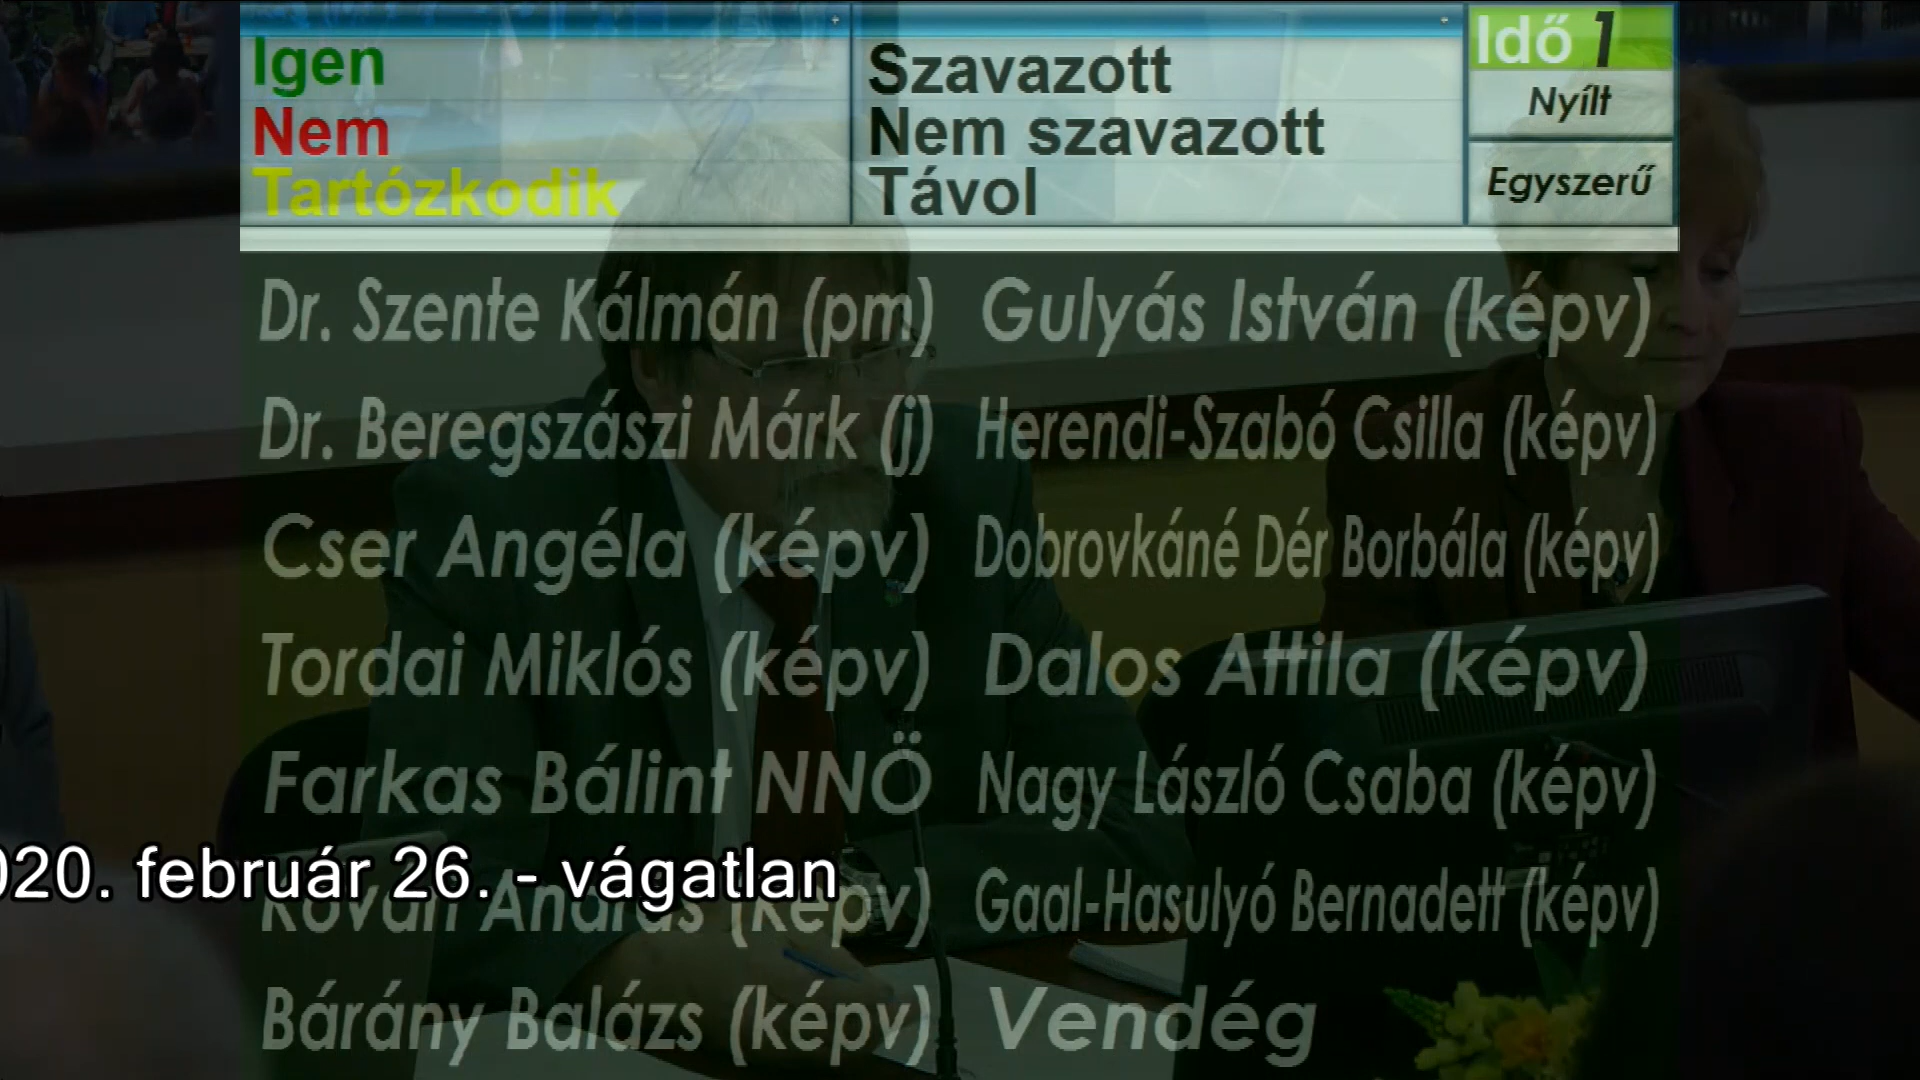 Igen
Nem
Tartózkodik
Szavazott
Nem szavazott
Távol
Idő 1
Nyílt
Egyszerű
Dr. Szente Kálmán (pm) Gulyás István (képv)
Dr. Beregszászi Márk (j) Herendi-Szabó Csilla (képv)
Cser Angéla (képv) Dobrovkáné Dér Borbála (képv)
Tordai Miklós (képv) Dalos Attila (képv)
Farkas Bálint NNÖ Nagy László Csaba (képv)
020. február 26. - vágatlan
András (képv) Gaal-Hasulyó Bernadett (képv)
Bárány Balázs (képv) Vendég